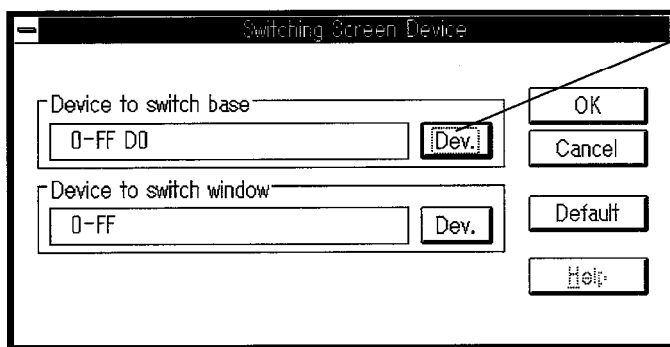 Switching Screen Device
Device to switch base
0-FF D0
Dev.
OK
Cancel
Device to switch window
0-FF
Dev.
Default
Help